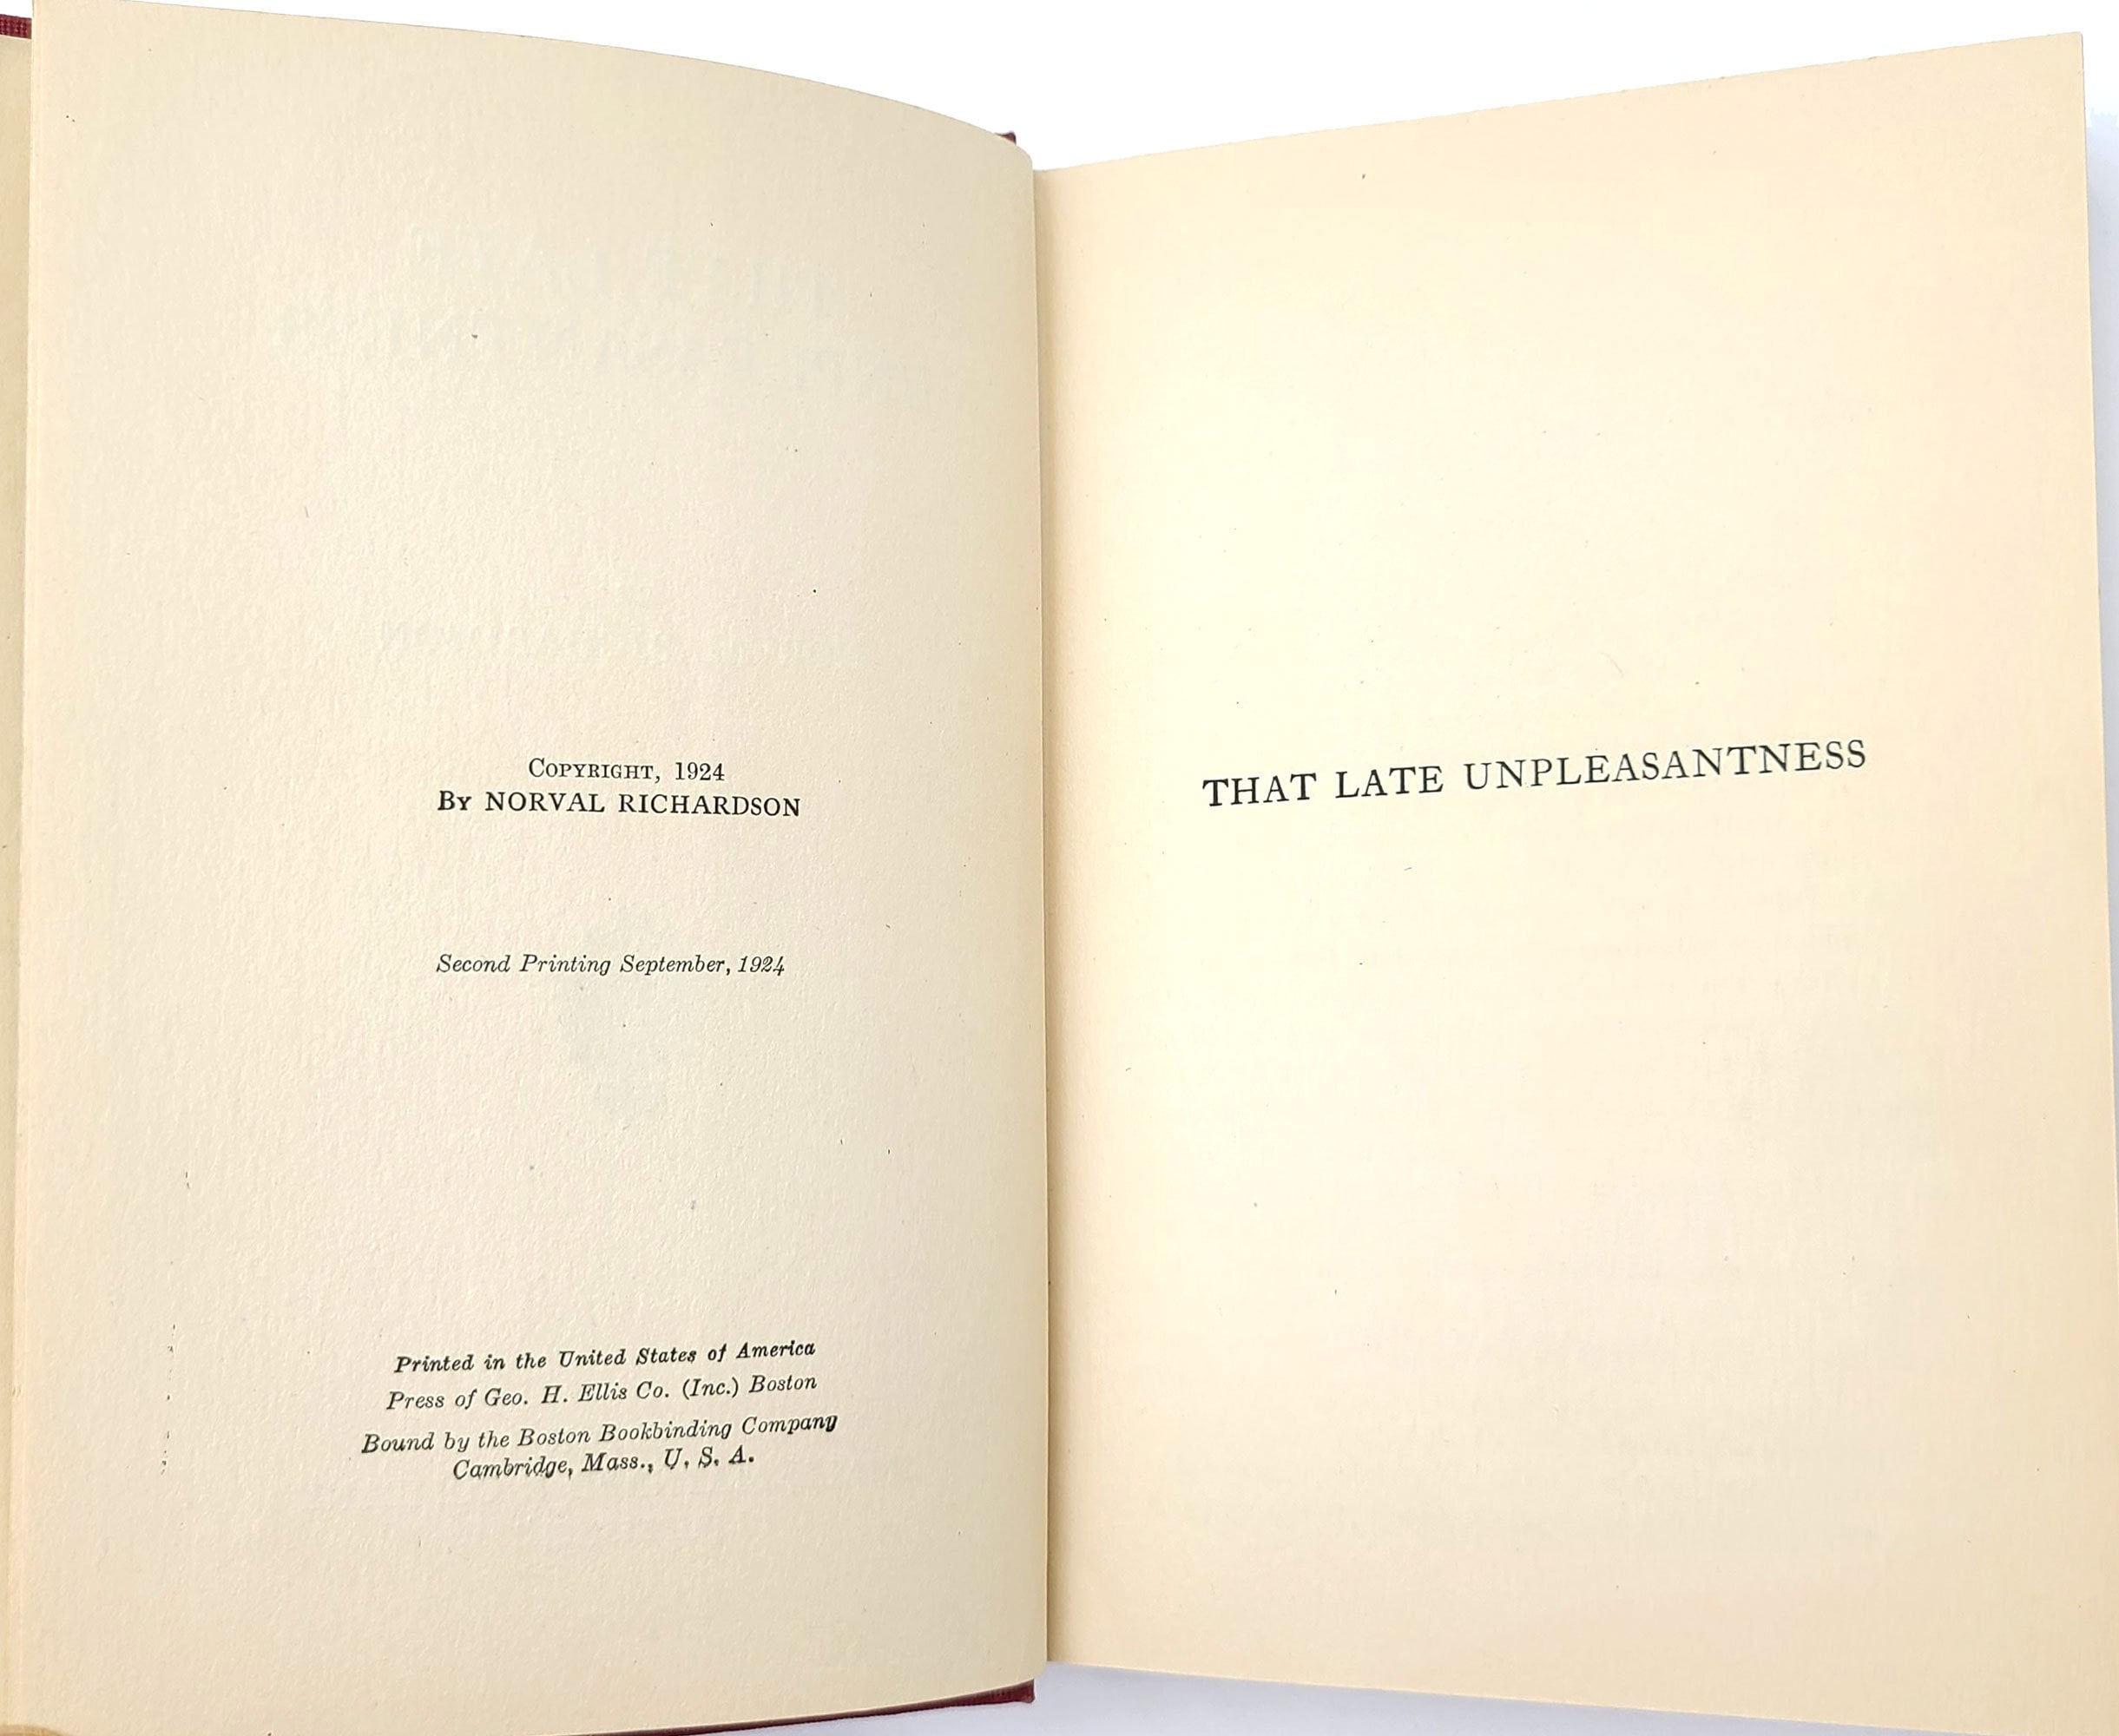 Copyright, 1924
By NORVAL RICHARDSON
Second Printing September, 1924
Printed in the United States of America
Press of Geo. H. Ellis Co. (Inc.) Boston
Bound by the Boston Bookbinding Company
Cambridge, Mass., U. S. A.
THAT LATE UNPLEASANTNESS